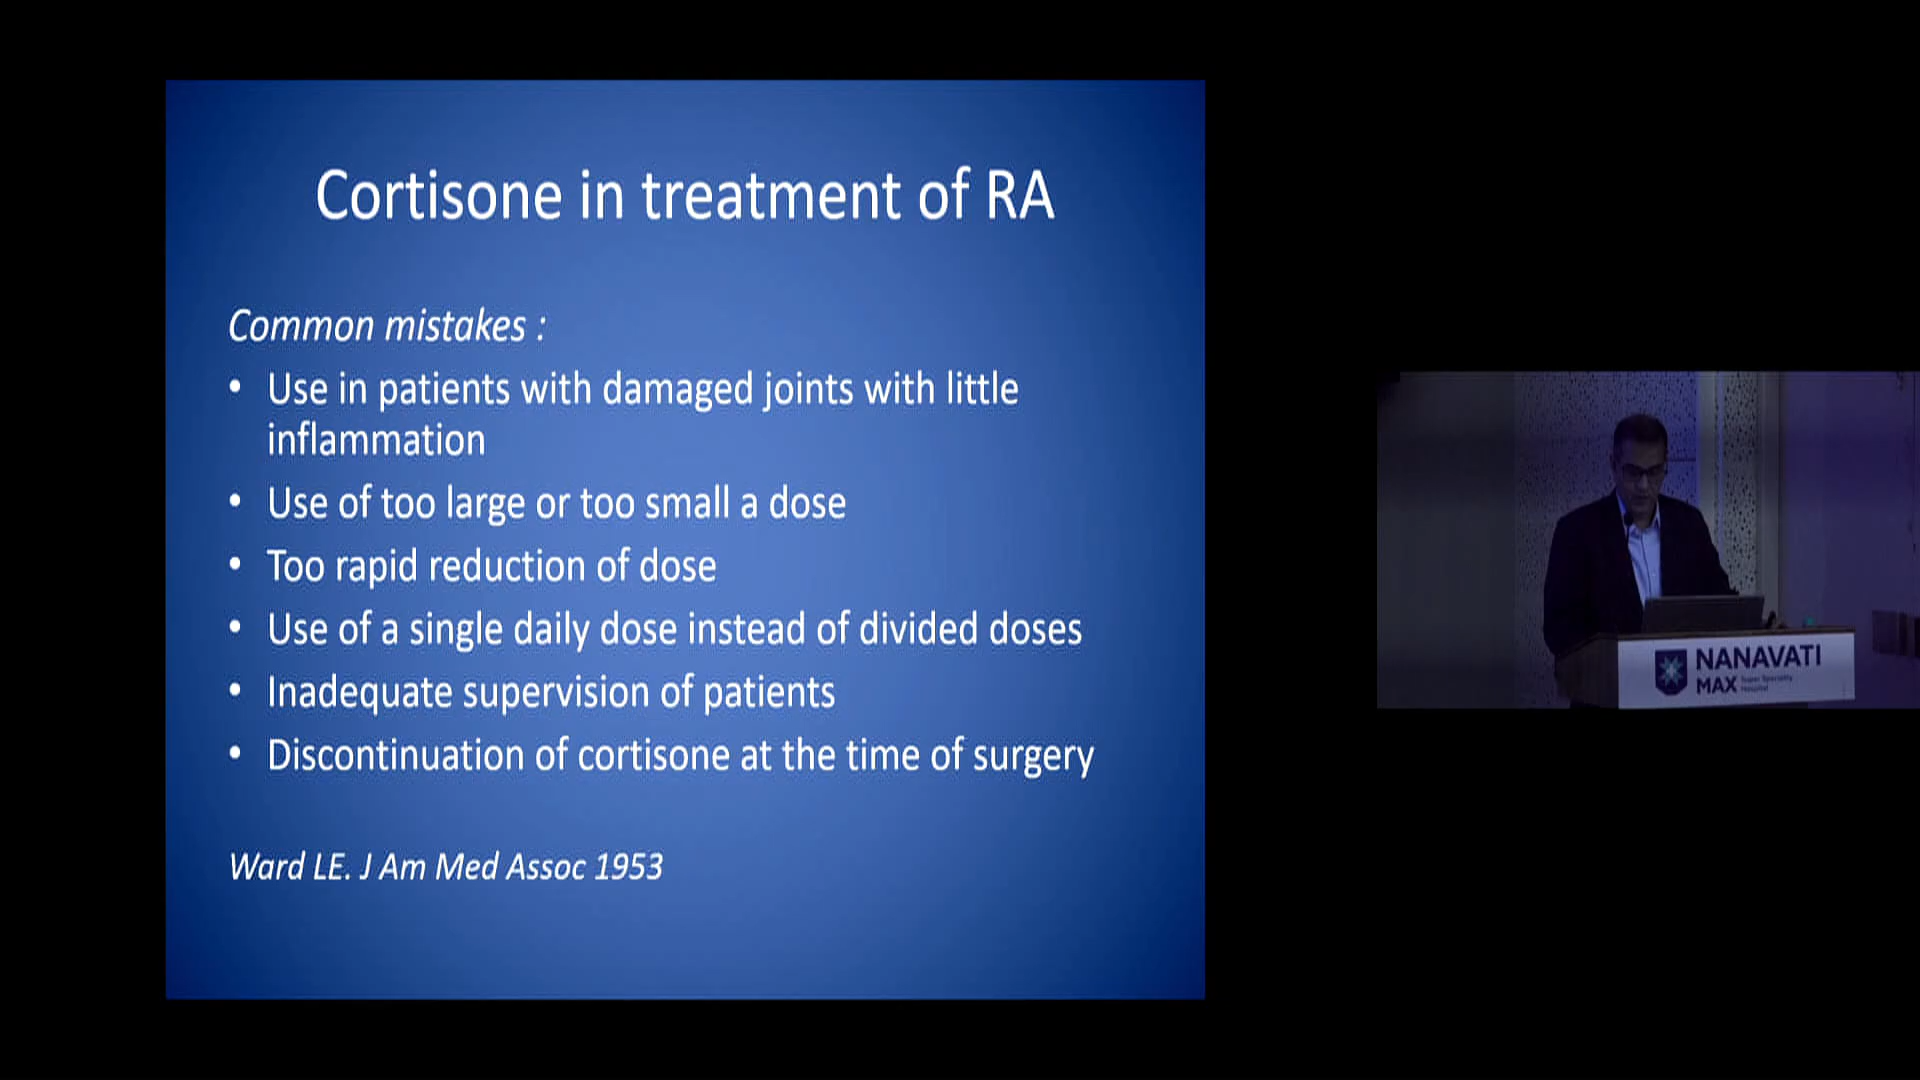 Cortisone in treatment of RA
Common mistakes :
• Use in patients with damaged joints with little
inflammation
• Use of too large or too small a dose
• Too rapid reduction of dose
• Use of a single daily dose instead of divided doses
• Inadequate supervision of patients
• Discontinuation of cortisone at the time of surgery
Ward LE. J Am Med Assoc 1953
NANAVATI
MAX Super Speciality
Hospital